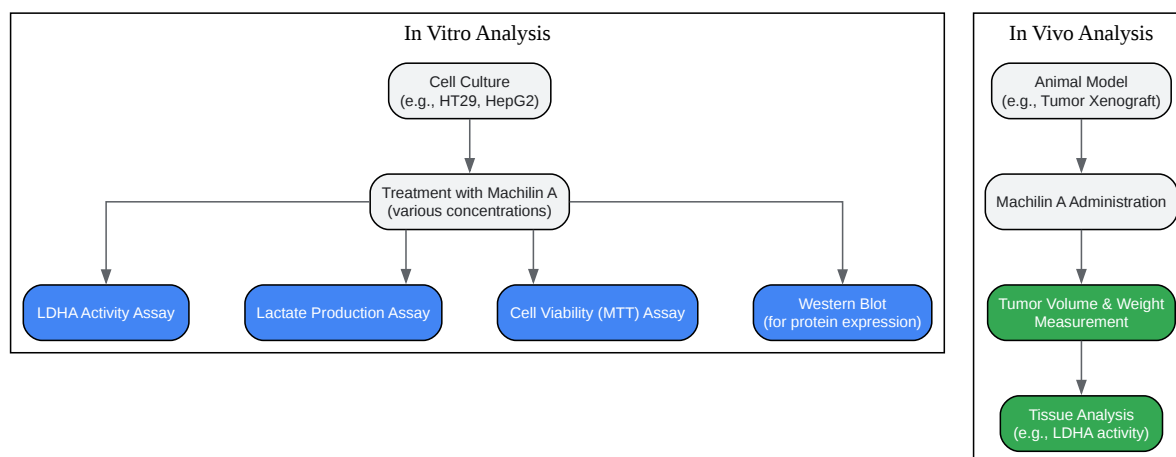 In Vitro Analysis
Cell Culture
(e.g., HT29, HepG2)
Treatment with Machilin A
(various concentrations)
LDHA Activity Assay
Lactate Production Assay
Cell Viability (MTT) Assay
Western Blot
(for protein expression)
In Vivo Analysis
Animal Model
(e.g., Tumor Xenograft)
Machilin A Administration
Tumor Volume & Weight
Measurement
Tissue Analysis
(e.g., LDHA activity)